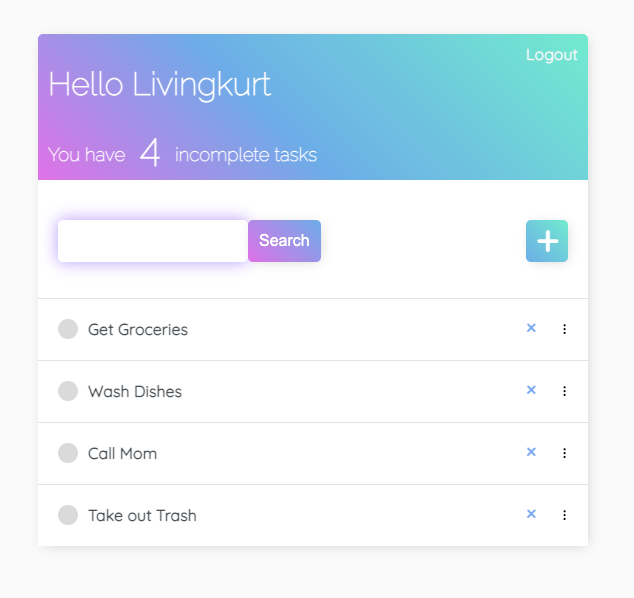 Logout
Hello Livingkurt
You have 4 incomplete tasks
Search
Get Groceries
Wash Dishes
Call Mom
Take out Trash